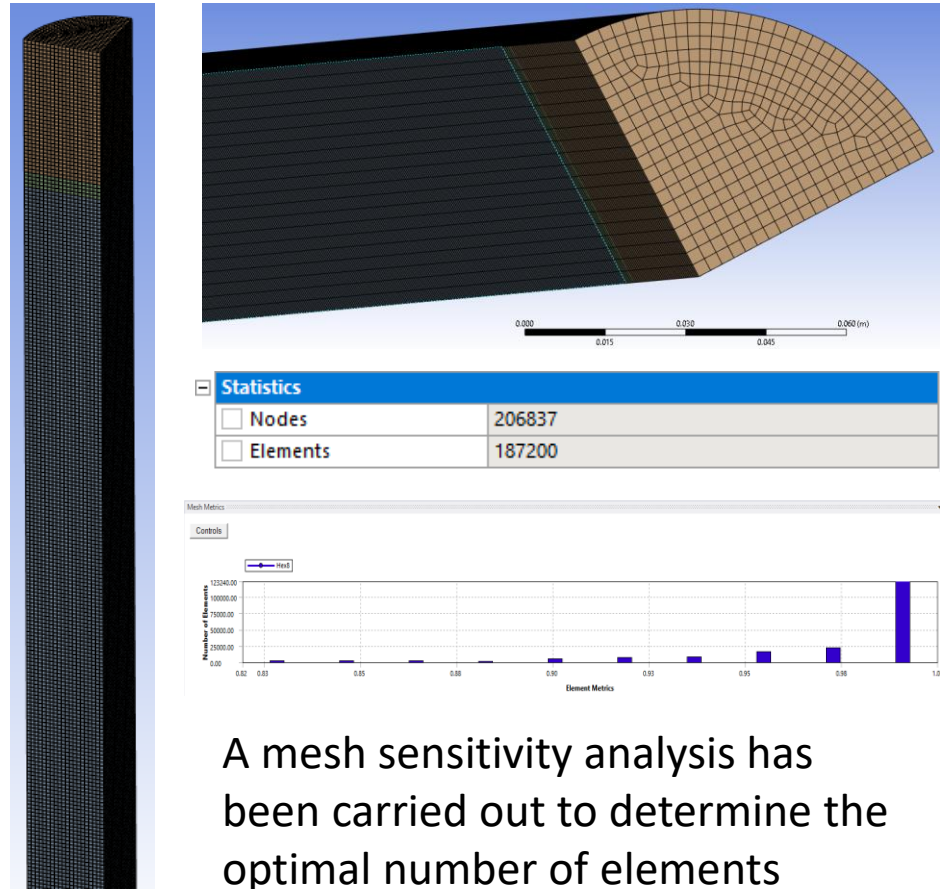 0.000 0.030 0.060 (m)
0.015 0.045
Statistics
Nodes 206837
Elements 187200
Mesh Metrics
Controls
Hex8
Number of Elements
123240.00
100000.00
75000.00
50000.00
25000.00
0.00
0.82 0.83 0.85 0.88 0.90 0.93 0.95 0.98 1.0
Element Metrics
A mesh sensitivity analysis has
been carried out to determine the
optimal number of elements